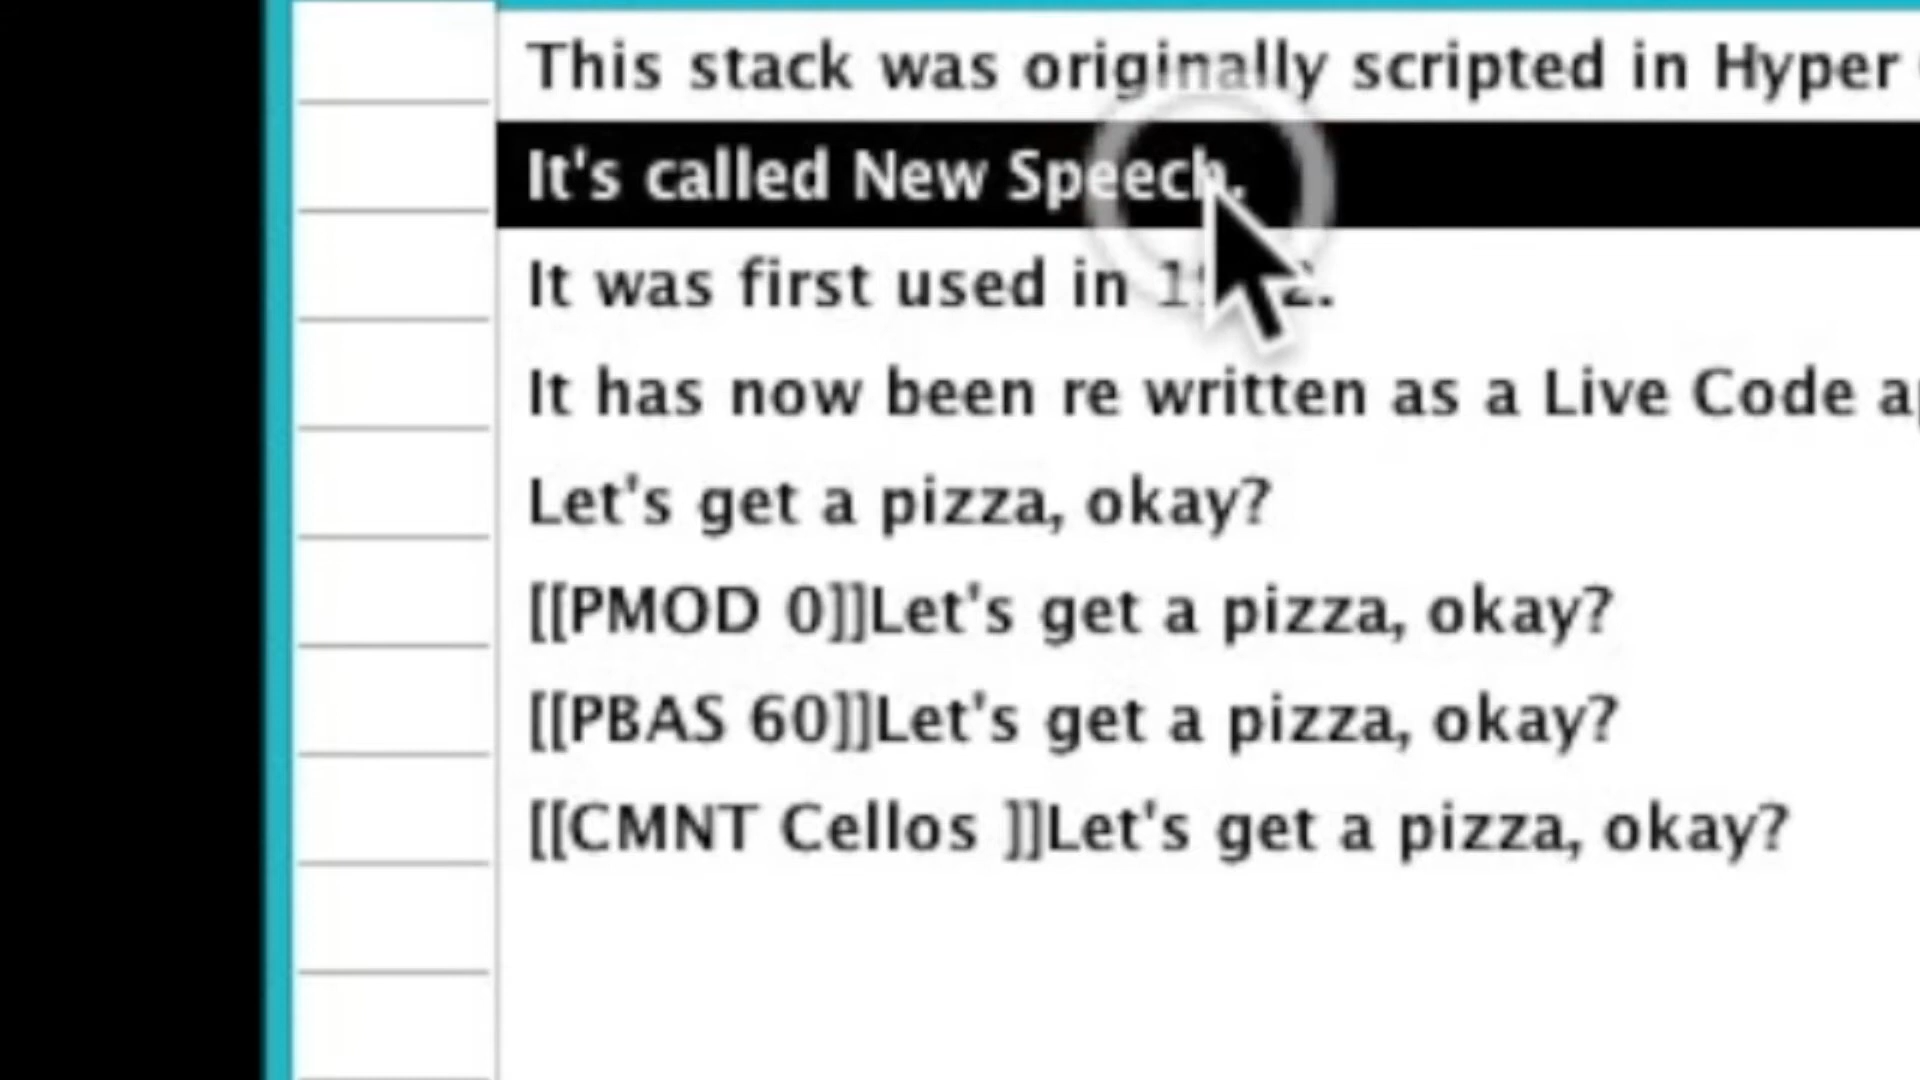 This stack was originally scripted in Hyper
It's called New Speech.
It was first used in
It has now been re written as a Live Code
Let's get a pizza, okay?
[[PMOD 0]]Let's get a pizza, okay?
[[PBAS 60]]Let's get a pizza, okay?
[[CMNT Cellos ]]Let's get a pizza, okay?